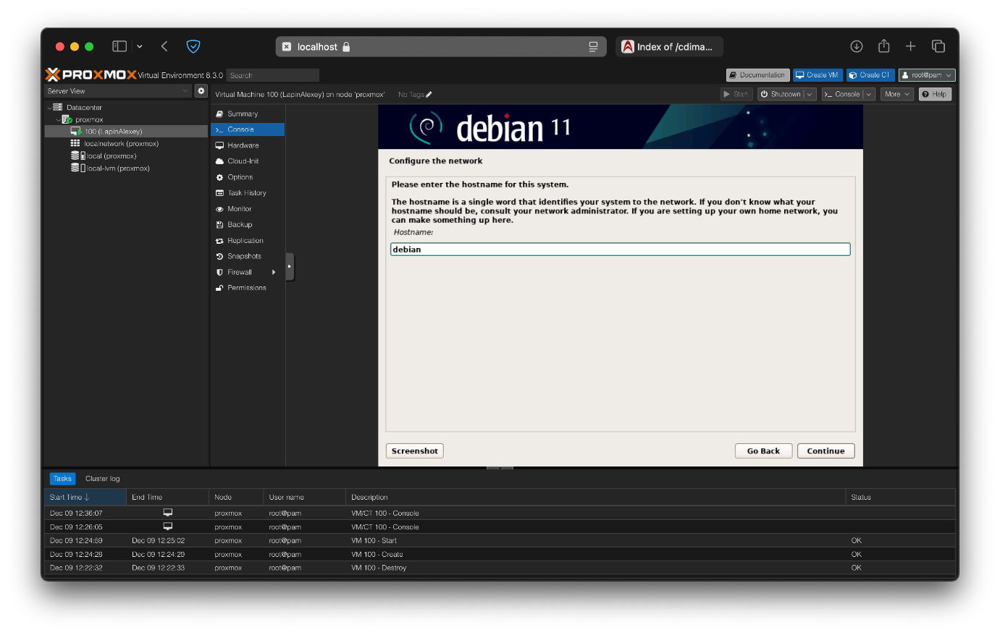 localhost
Index of /cdima...
PROXMOX Virtual Environment 8.3.0 Search
Documentation Create VM Create CT root@pam
Server View
Virtual Machine 100 (LapinAlexey) on node 'proxmox' No Tags
Start Shutdown Console More Help
Datacenter
proxmox
100 (LapinAlexey)
localnetwork (proxmox)
local (proxmox)
local-lvm (proxmox)
Summary
Console
Hardware
Cloud-Init
Options
Task History
Monitor
Backup
Replication
Snapshots
Firewall
Permissions
debian 11
Configure the network
Please enter the hostname for this system.
The hostname is a single word that identifies your system to the network. If you don't know what your
hostname should be, consult your network administrator. If you are setting up your own home network, you
can make something up here.
Hostname:
debian
Screenshot Go Back Continue
Tasks Cluster log
Start Time End Time Node User name Description Status
Dec 09 12:36:07 proxmox root@pam VM/CT 100 - Console
Dec 09 12:26:05 proxmox root@pam VM/CT 100 - Console
Dec 09 12:24:59 Dec 09 12:25:02 proxmox root@pam VM 100 - Start OK
Dec 09 12:24:28 Dec 09 12:24:29 proxmox root@pam VM 100 - Create OK
Dec 09 12:22:32 Dec 09 12:22:33 proxmox root@pam VM 100 - Destroy OK